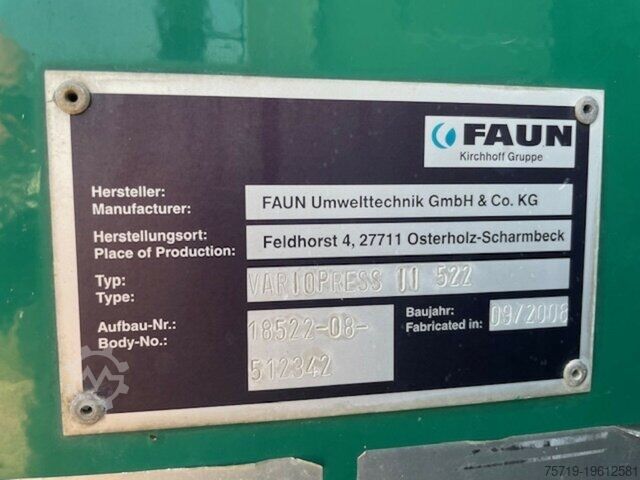 FAUN
Kirchhoff Gruppe
Hersteller:
Manufacturer:
FAUN Umwelttechnik GmbH & Co. KG
Herstellungsort:
Place of Production:
Feldhorst 4, 27711 Osterholz-Scharmbeck
Typ:
Type:
VARIOPRESS II 522
Aufbau-Nr.:
Body-No.:
18522-08-
512342
Baujahr:
Fabricated in:
09/2008
75719-19612581